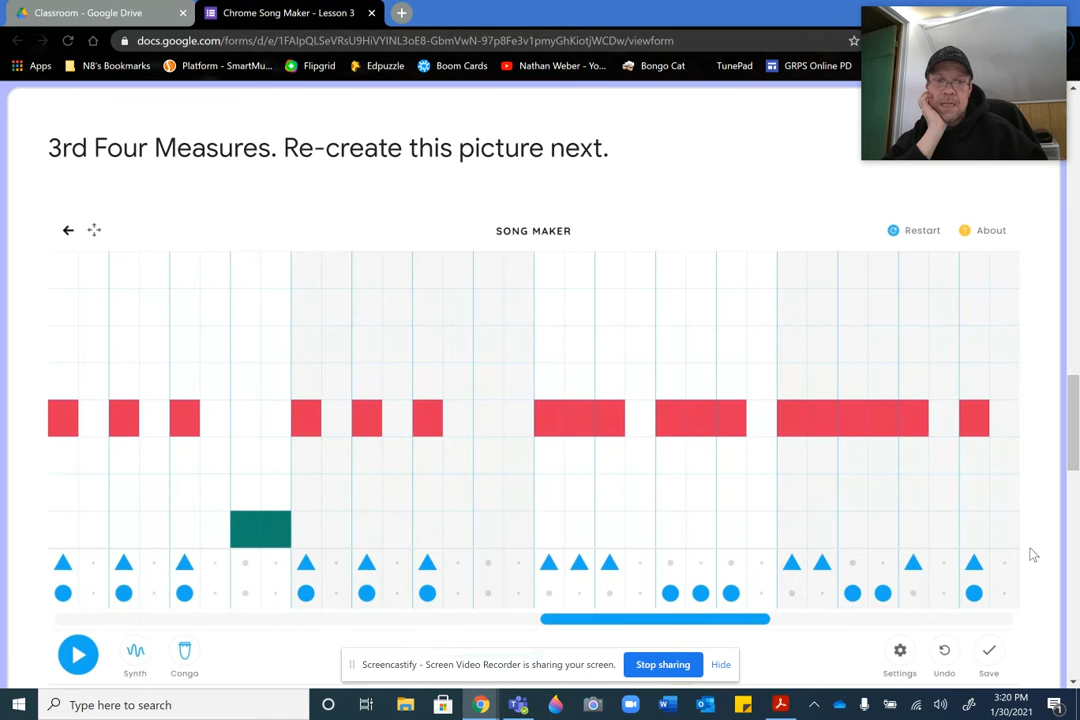 Classroom - Google Drive
Chrome Song Maker - Lesson 3
docs.google.com/forms/d/e/1FAIpQLSeVRsU9HiVYINL3oE8-GbmVwN-97p8Fe3v1pmyGhKiotjWCDw/viewform
Apps
N8's Bookmarks
Platform - SmartMu...
Flipgrid
Edpuzzle
Boom Cards
Nathan Weber - Yo...
Bongo Cat
TunePad
GRPS Online PD
3rd Four Measures. Re-create this picture next.
SONG MAKER
Restart
About
Synth
Conga
Screencastify - Screen Video Recorder is sharing your screen.
Stop sharing
Hide
Settings
Undo
Save
Type here to search
3:20 PM
1/30/2021